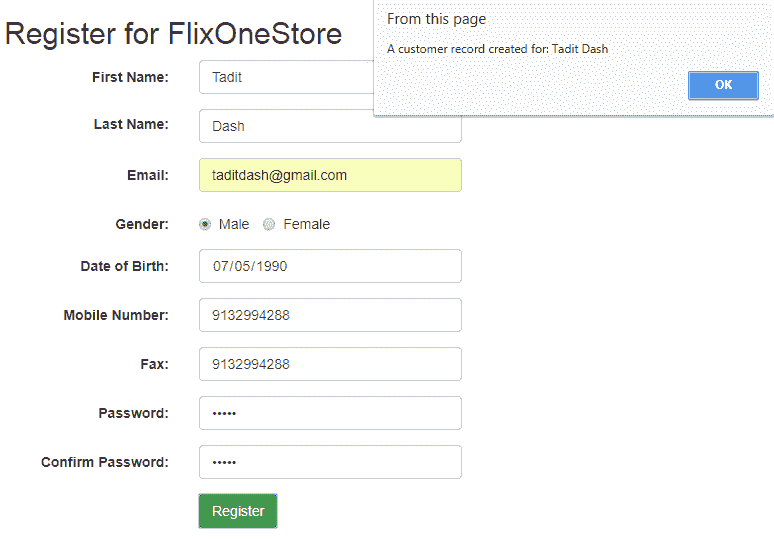 Register for FlixOneStore
From this page
A customer record created for: Tadit Dash
OK
First Name: Tadit
Last Name: Dash
Email: taditdash@gmail.com
Gender: Male Female
Date of Birth: 07/05/1990
Mobile Number: 9132994288
Fax: 9132994288
Password: •••••
Confirm Password: •••••
Register